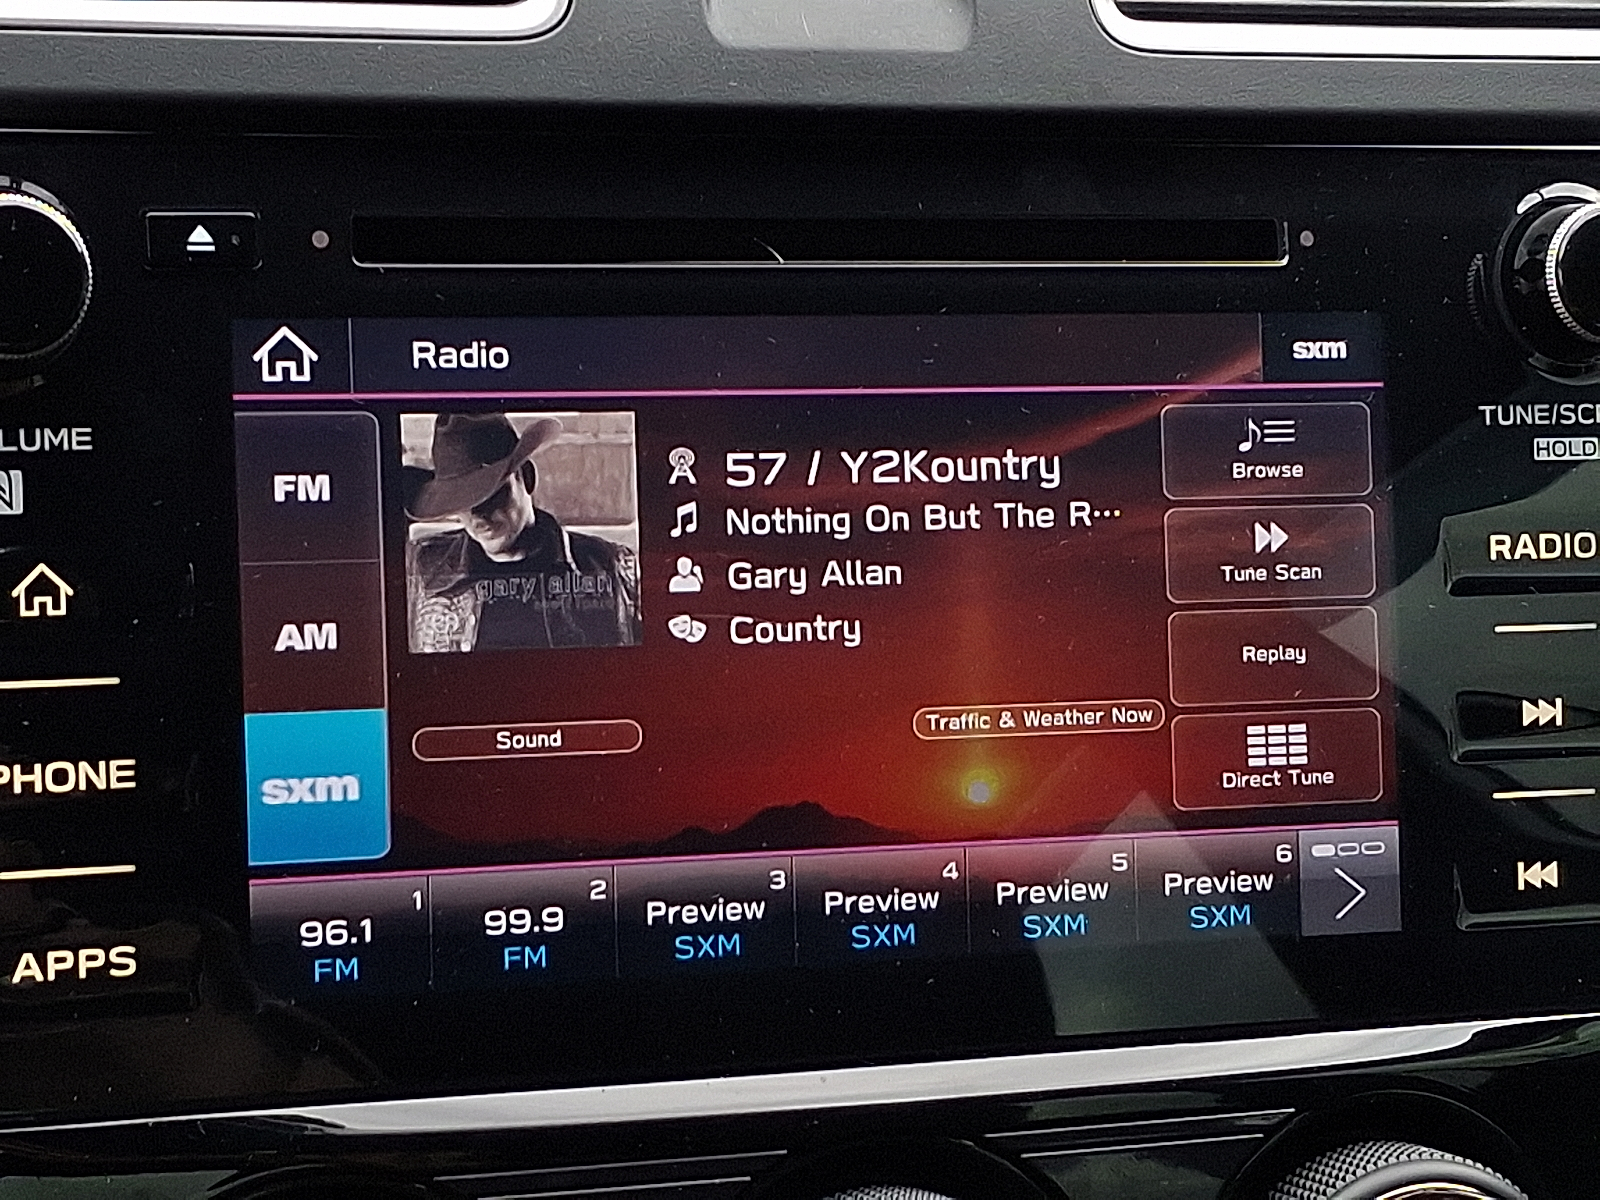 LUME
TUNE/SC
HOLD
Radio
sxm
FM
AM
sxm
gary allan
57 / Y2Kountry
Nothing On But The R...
Gary Allan
Country
Sound
Traffic & Weather Now
Browse
Tune Scan
Replay
Direct Tune
1
96.1
FM
2
99.9
FM
3
Preview
SXM
4
Preview
SXM
5
Preview
SXM
6
Preview
SXM
PHONE
APPS
RADIO